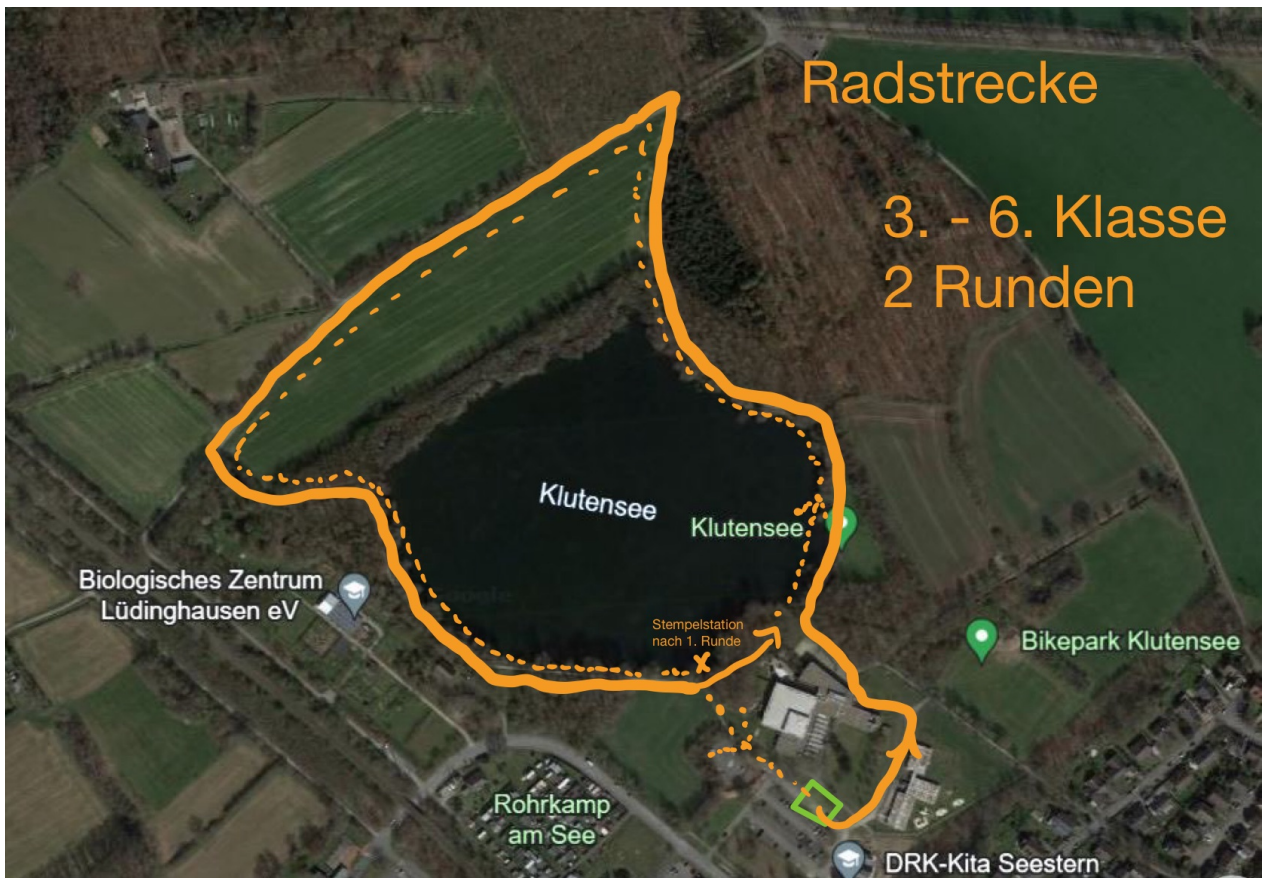 Radstrecke
3. - 6. Klasse
2 Runden
Klutensee
Klutensee
Biologisches Zentrum
Lüdinghausen eV
Stempelstation
nach 1. Runde
Bikepark Klutensee
Rohrkamp
am See
DRK-Kita Seestern